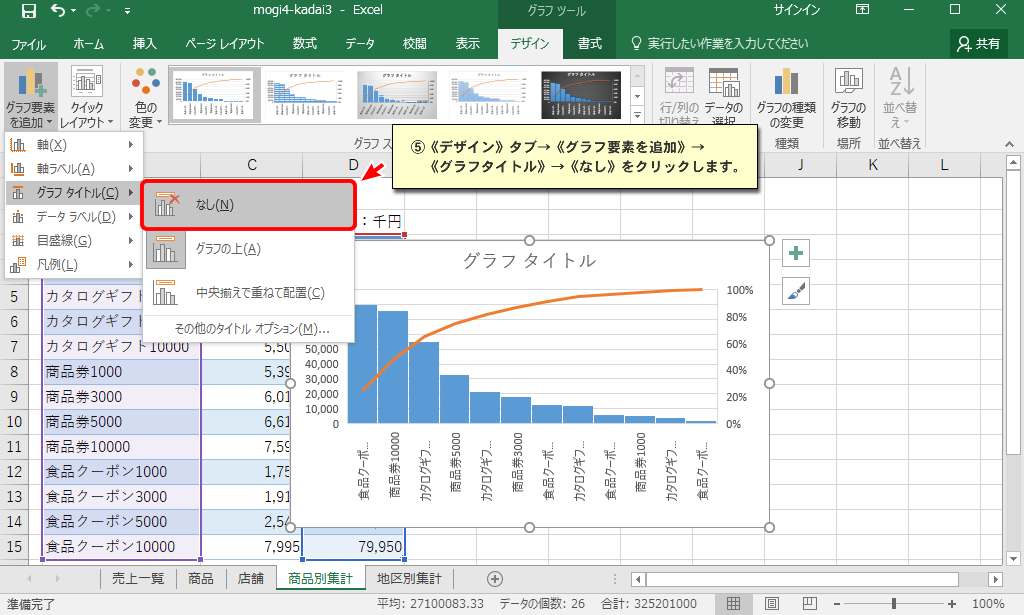 mogi4-kadai3 - Excel
グラフ ツール
サインイン
ファイル ホーム 挿入 ページ レイアウト 数式 データ 校閲 表示 デザイン 書式 実行したい作業を入力してください 共有
グラフ要素を追加
クイックレイアウト
色の変更
グラフ ス
行/列の切り替え
データの選択
グラフの種類の変更
種類
グラフの移動
場所
並べ替え
並べ替え
⑤《デザイン》タブ→《グラフ要素を追加》→
《グラフタイトル》→《なし》をクリックします。
軸(X)
軸ラベル(A)
グラフ タイトル(C)
データ ラベル(D)
目盛線(G)
凡例(L)
なし(N)
グラフの上(A)
中央揃えで重ねて配置(C)
その他のタイトル オプション(M)...
C D J K L
：千円
グラフ タイトル
100%
80%
60%
40%
20%
0%
50,000
40,000
30,000
20,000
10,000
0
食品クーポ...
商品券10000
カタログギフ...
商品券5000
カタログギフ...
商品券3000
食品クーポ...
カタログギフ...
食品クーポ...
商品券1000
カタログギフ...
食品クーポ...
5 カタログギフト
6 カタログギフト
7 カタログギフト10000 5,50
8 商品券1000 5,39
9 商品券3000 6,01
10 商品券5000 6,61
11 商品券10000 7,59
12 食品クーポン1000 1,75
13 食品クーポン3000 1,91
14 食品クーポン5000 2,54
15 食品クーポン10000 7,995 79,950
売上一覧 商品 店舗 商品別集計 地区別集計
準備完了 平均: 27100083.33 データの個数: 26 合計: 325201000 100%